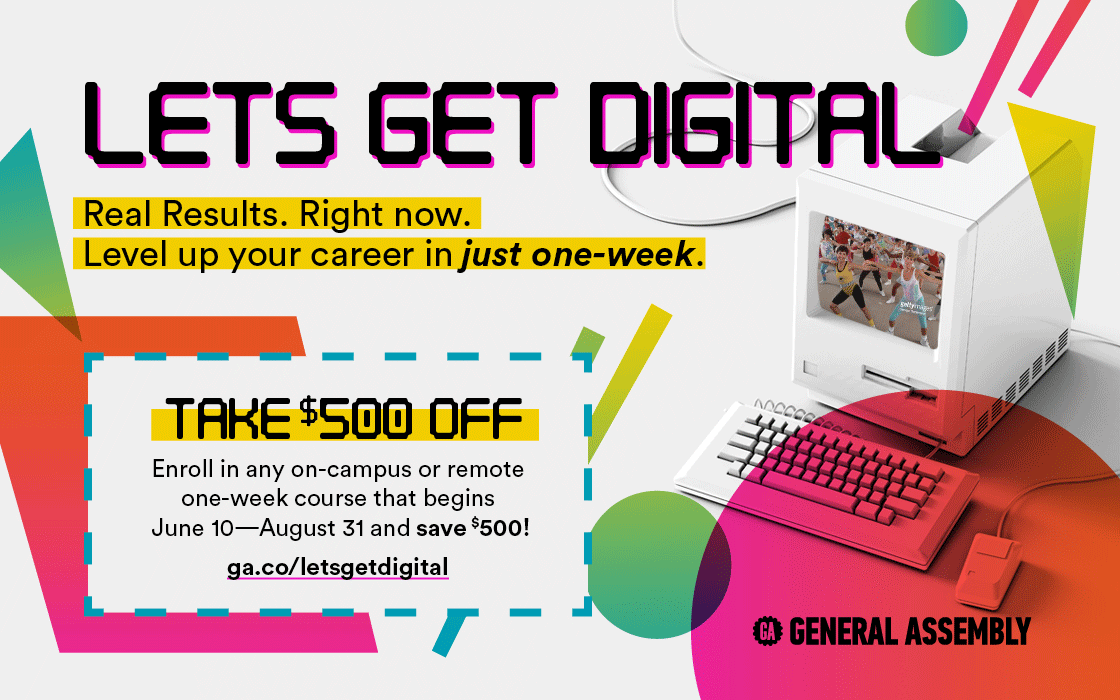 LETS GET DIGITAL
Real Results. Right now.
Level up your career in just one-week.
TAKE $500 OFF
Enroll in any on-campus or remote
one-week course that begins
June 10—August 31 and save $500!
ga.co/letsgetdigital
gettyimages
GA GENERAL ASSEMBLY